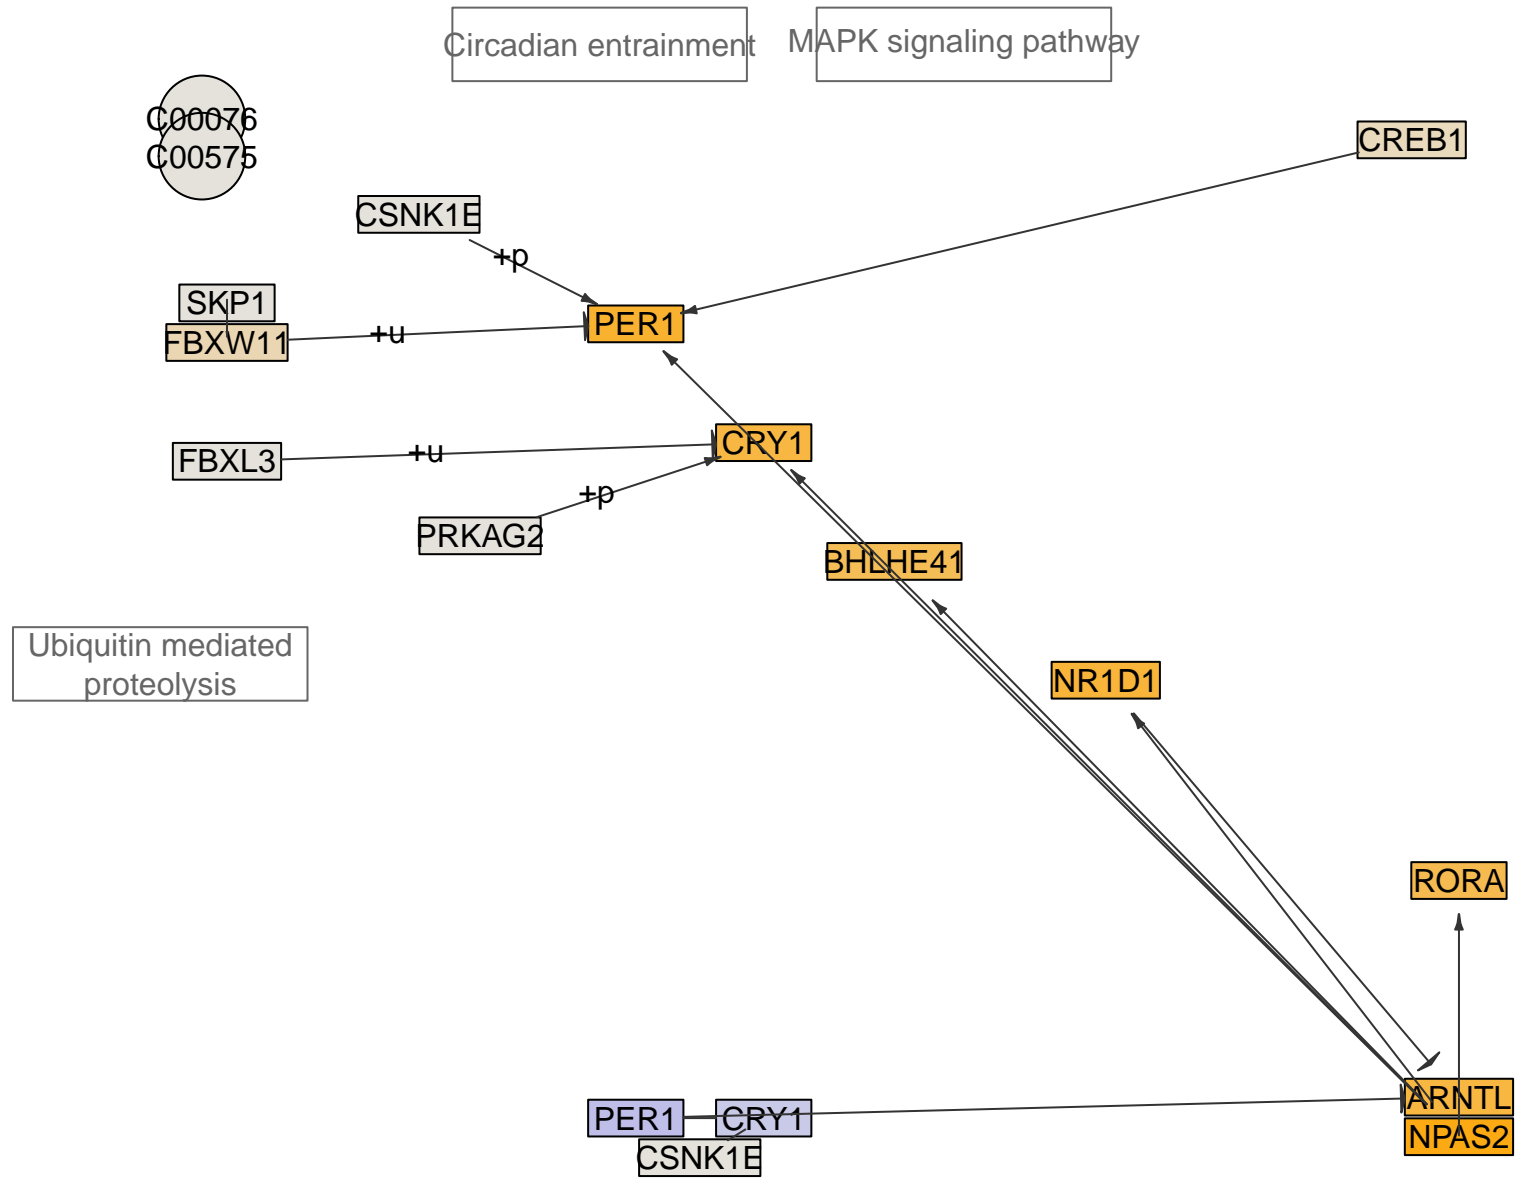 Circadian entrainment
MAPK signaling pathway
C00076
C00575
CREB1
CSNK1E
+p
SKP1
FBXW11
+u
PER1
FBXL3
+u
CRY1
+p
PRKAG2
BHLHE41
Ubiquitin mediated
proteolysis
NR1D1
RORA
ARNTL
NPAS2
PER1
CRY1
CSNK1E